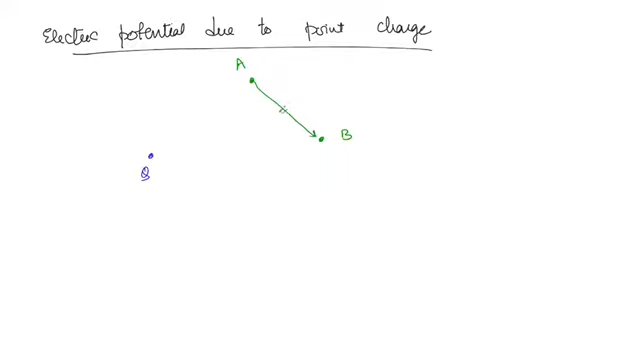 Electric potential due to point charge
A
B
Q